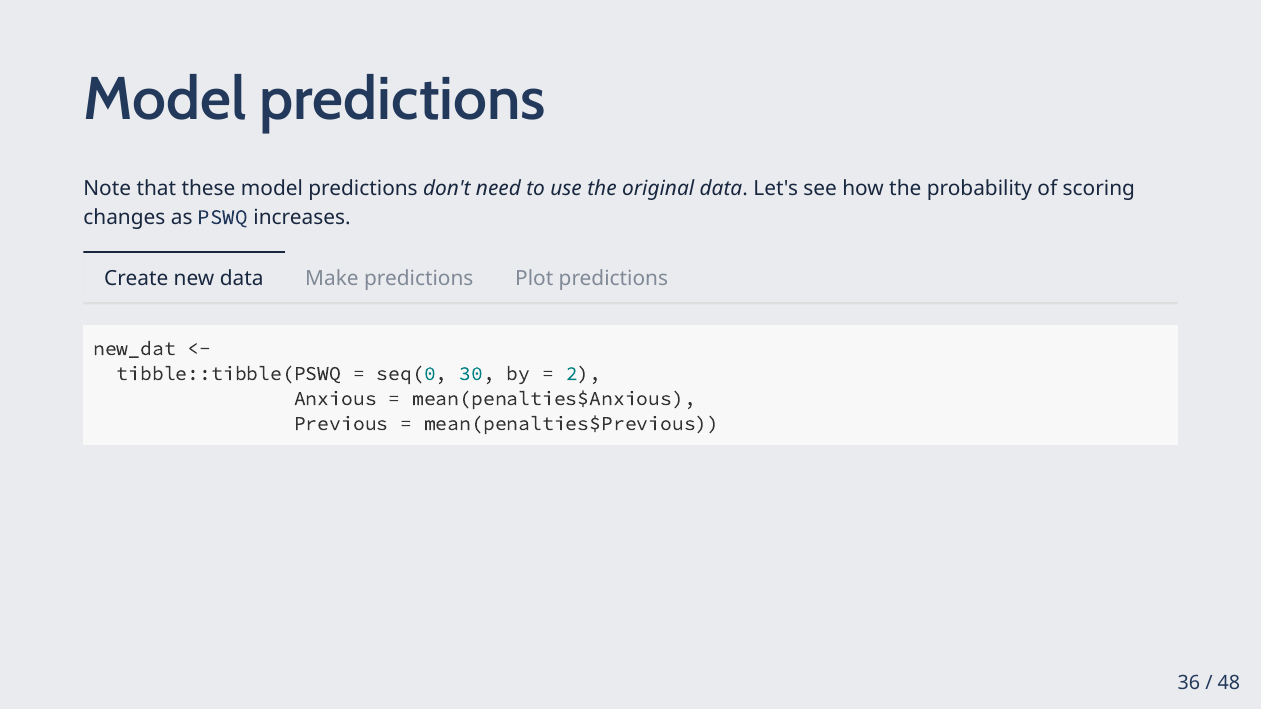 Model predictions
Note that these model predictions don't need to use the original data. Let's see how the probability of scoring
changes as PSWQ increases.
Create new data
Make predictions
Plot predictions
new_dat <-
  tibble::tibble(PSWQ = seq(0, 30, by = 2),
                 Anxious = mean(penalties$Anxious),
                 Previous = mean(penalties$Previous))
36 / 48